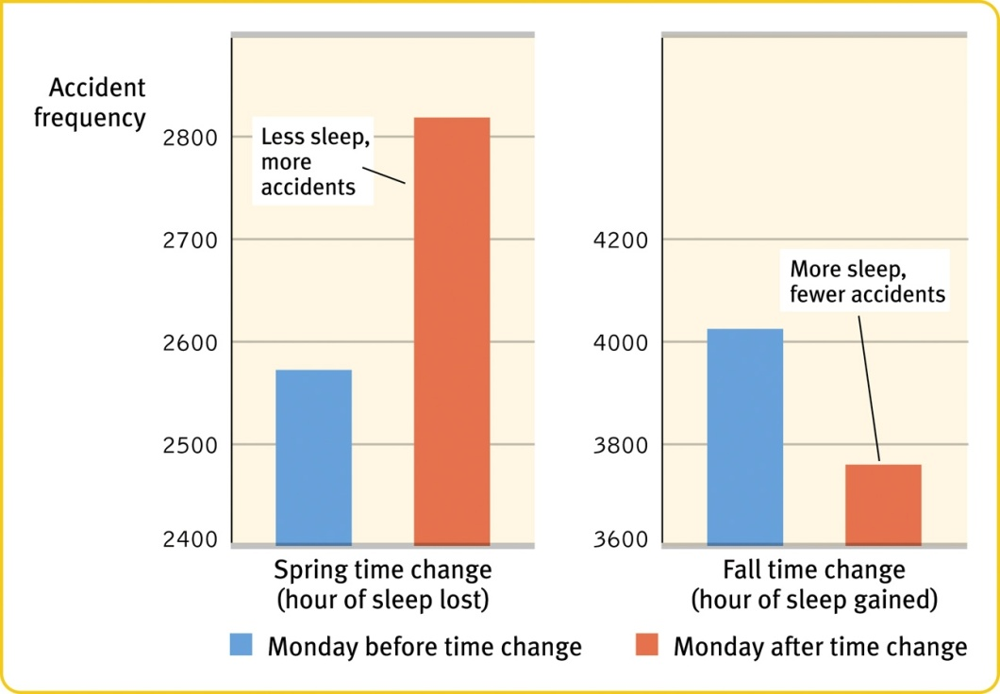 Accident
frequency
2800
2700
2600
2500
2400
Less sleep,
more
accidents
Spring time change
(hour of sleep lost)
4200
4000
3800
3600
More sleep,
fewer accidents
Fall time change
(hour of sleep gained)
Monday before time change
Monday after time change